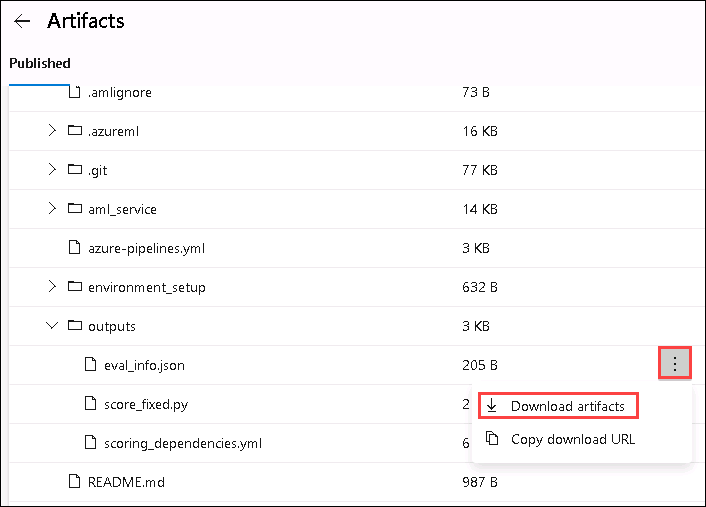 Artifacts
Published
.amlignore 73 B
.azureml 16 KB
.git 77 KB
aml_service 14 KB
azure-pipelines.yml 3 KB
environment_setup 632 B
outputs 3 KB
eval_info.json 205 B
score_fixed.py 2
Download artifacts
scoring_dependencies.yml 6
Copy download URL
README.md 987 B